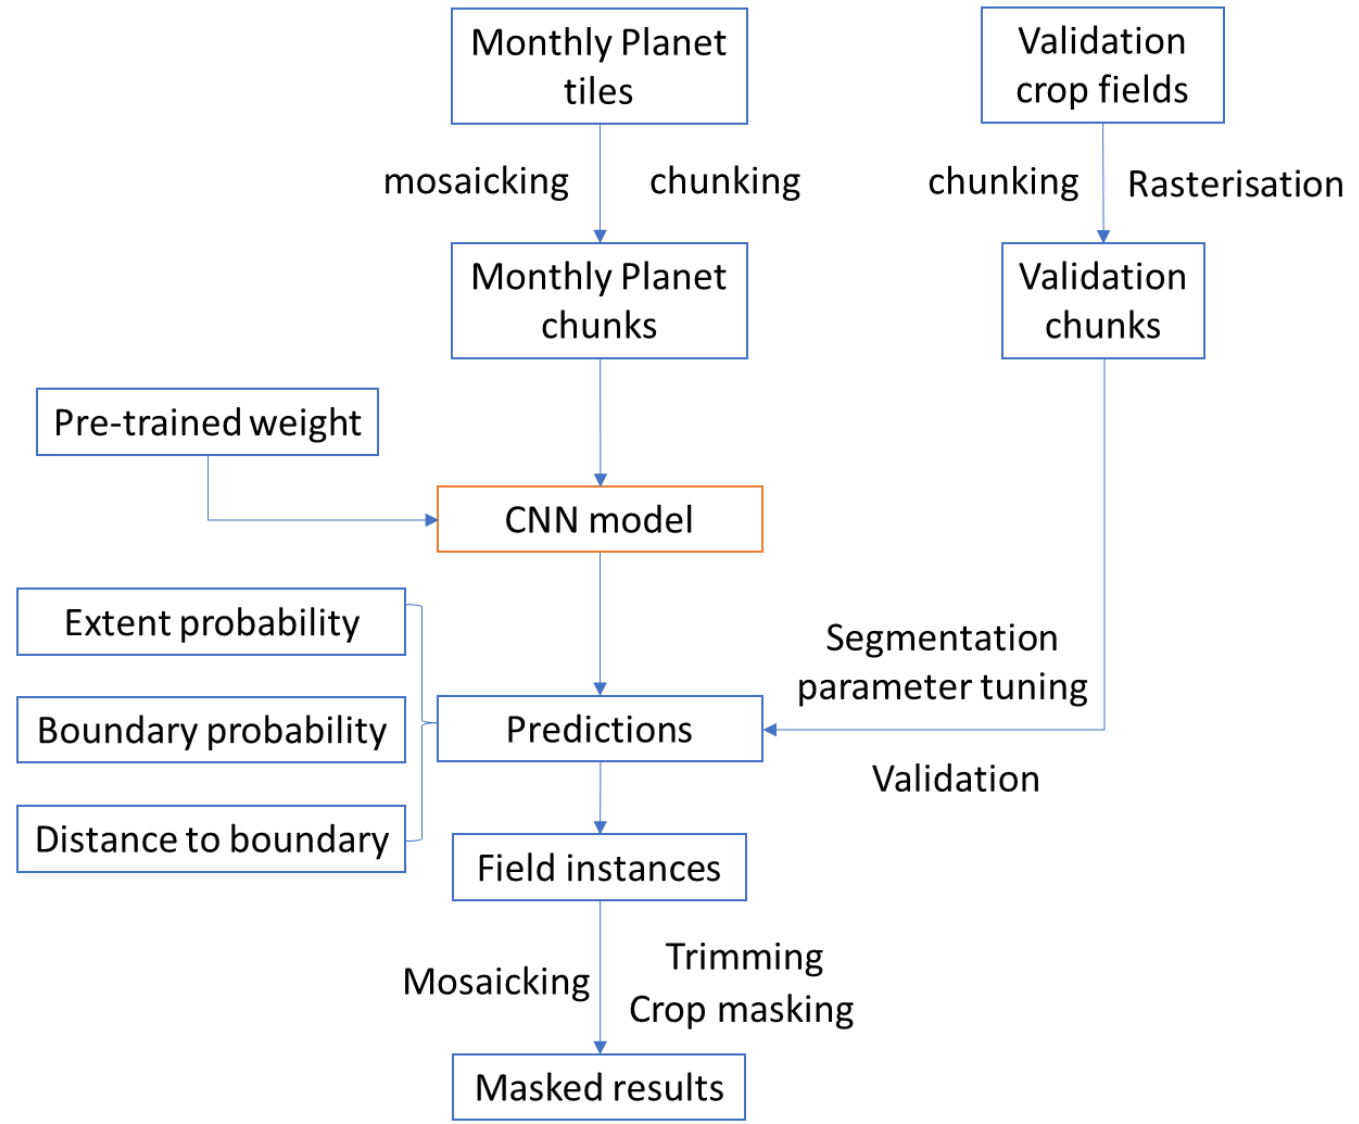 Monthly Planet
tiles
Validation
crop fields
mosaicking
chunking
chunking
Rasterisation
Monthly Planet
chunks
Validation
chunks
Pre-trained weight
CNN model
Extent probability
Boundary probability
Distance to boundary
Segmentation
parameter tuning
Predictions
Validation
Field instances
Mosaicking
Trimming
Crop masking
Masked results